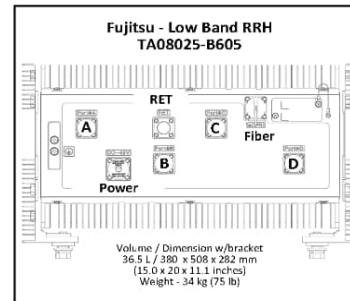 Fujitsu - Low Band RRH
TA08025-B605
RET
A
C
Fiber
B
D
Power
Volume / Dimension w/bracket
36.5 L / 380 x 508 x 282 mm
(15.0 x 20 x 11.1 inches)
Weight - 34 kg (75 lb)